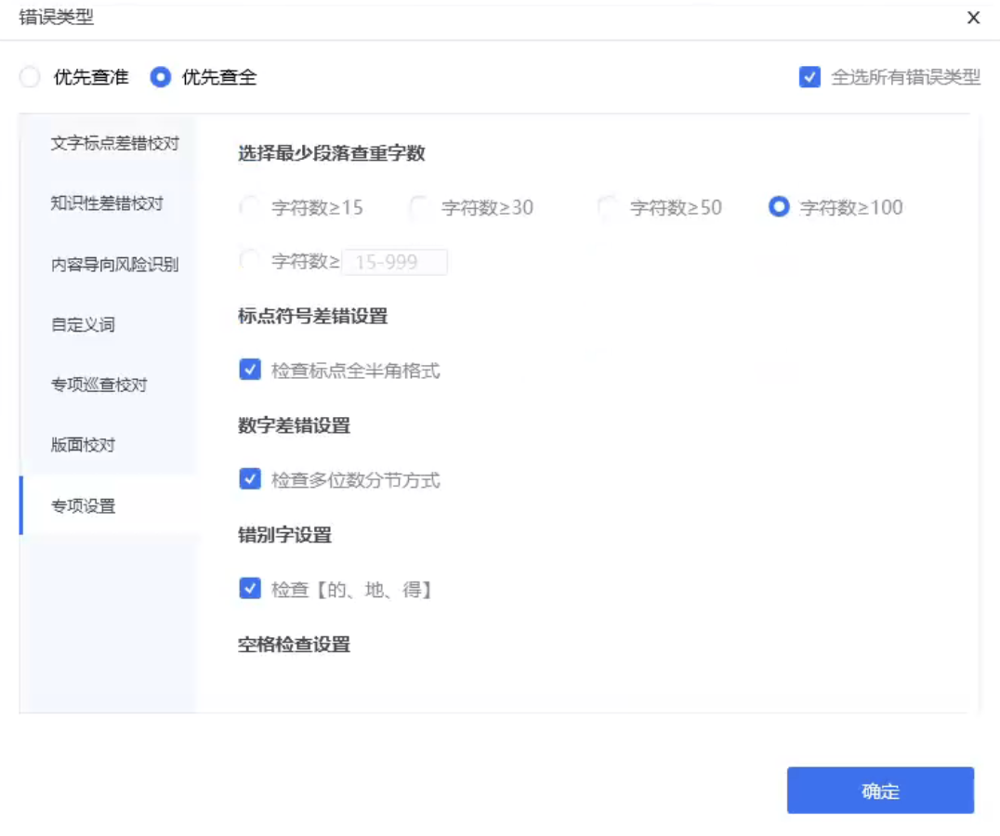 错误类型 X
优先查准 优先查全 全选所有错误类型
文字标点差错校对
知识性差错校对
内容导向风险识别
自定义词
专项巡查校对
版面校对
专项设置
选择最少段落查重字数
字符数≥15 字符数≥30 字符数≥50 字符数≥100
字符数≥ 15-999
标点符号差错设置
检查标点全半角格式
数字差错设置
检查多位数分节方式
错别字设置
检查【的、地、得】
空格检查设置
确定